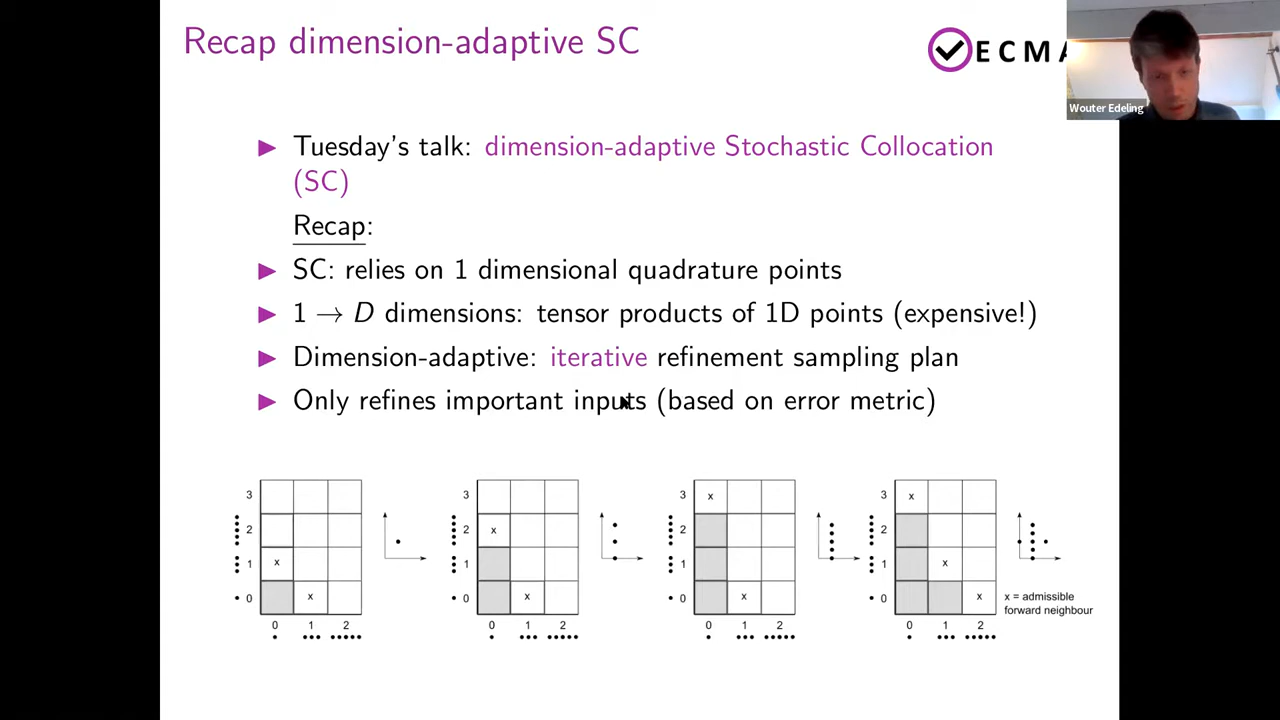 Recap dimension-adaptive SC
ECMA
Wouter Edeling
▶ Tuesday's talk: dimension-adaptive Stochastic Collocation
(SC)
Recap:
▶ SC: relies on 1 dimensional quadrature points
▶ 1 → D dimensions: tensor products of 1D points (expensive!)
▶ Dimension-adaptive: iterative refinement sampling plan
▶ Only refines important inputs (based on error metric)
3
2
1 x
0 x
0 1 2
3
2 x
1
0 x
0 1 2
3 x
2
1
0 x
0 1 2
3 x
2
1 x
0 x
0 1 2
x = admissible
forward neighbour